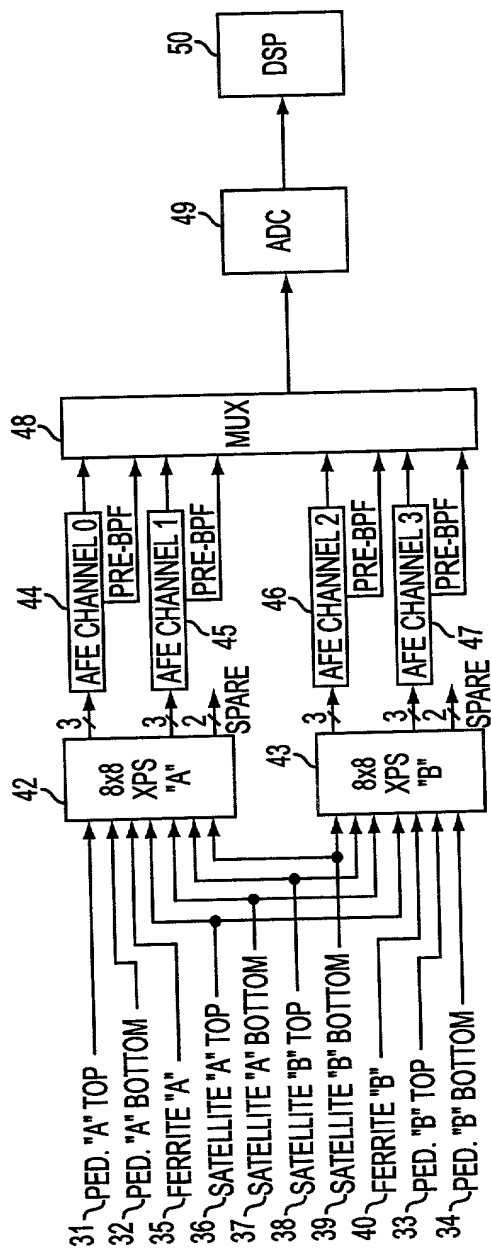 31 PED. "A" TOP
32 PED. "A" BOTTOM
35 FERRITE "A"
36 SATELLITE "A" TOP
37 SATELLITE "A" BOTTOM
38 SATELLITE "B" TOP
39 SATELLITE "B" BOTTOM
40 FERRITE "B"
33 PED. "B" TOP
34 PED. "B" BOTTOM
42
8x8
XPS
"A"
3
3
2
SPARE
43
8x8
XPS
"B"
3
3
2
SPARE
44
AFE CHANNEL 0
PRE-BPF
AFE CHANNEL 1
PRE-BPF
45
46
AFE CHANNEL 2
PRE-BPF
AFE CHANNEL 3
PRE-BPF
47
48
MUX
49
ADC
50
DSP